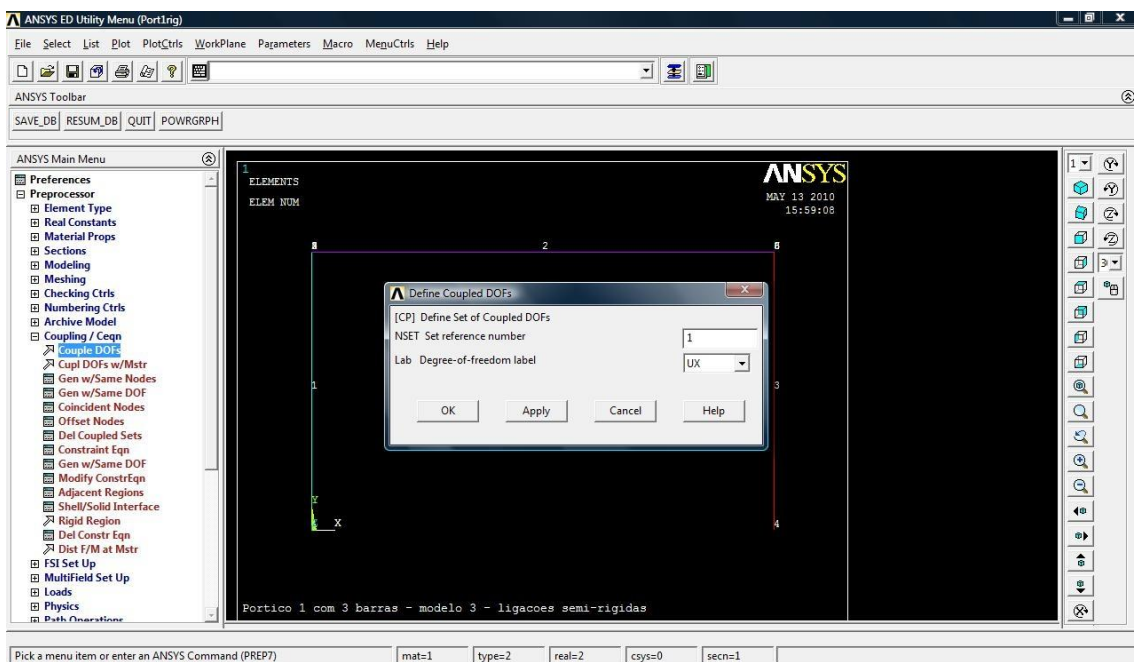 ANSYS ED Utility Menu (Port1rig)
File Select List Plot PlotCtrls WorkPlane Parameters Macro MenuCtrls Help
ANSYS Toolbar
SAVE_DB RESUM_DB QUIT POWRGRPH
ANSYS Main Menu
Preferences
Preprocessor
Element Type
Real Constants
Material Props
Sections
Modeling
Meshing
Checking Ctrls
Numbering Ctrls
Archive Model
Coupling / Ceqn
Couple DOFs
Cupl DOFs w/Mstr
Gen w/Same Nodes
Gen w/Same DOF
Coincident Nodes
Offset Nodes
Del Coupled Sets
Constraint Eqn
Gen w/Same DOF
Modify ConstrEqn
Adjacent Regions
Shell/Solid Interface
Rigid Region
Del Constr Eqn
Dist F/M at Mstr
FSI Set Up
MultiField Set Up
Loads
Physics
Path Operations
1
ELEMENTS
ELEM NUM
ANSYS
MAY 13 2010
15:59:08
2
1
3
Y
X
4
Define Coupled DOFs
[CP] Define Set of Coupled DOFs
NSET Set reference number 1
Lab Degree-of-freedom label UX
OK Apply Cancel Help
Portico 1 com 3 barras - modelo 3 - ligacoes semi-rigidas
1
Pick a menu item or enter an ANSYS Command (PREP7) mat=1 type=2 real=2 csys=0 secn=1